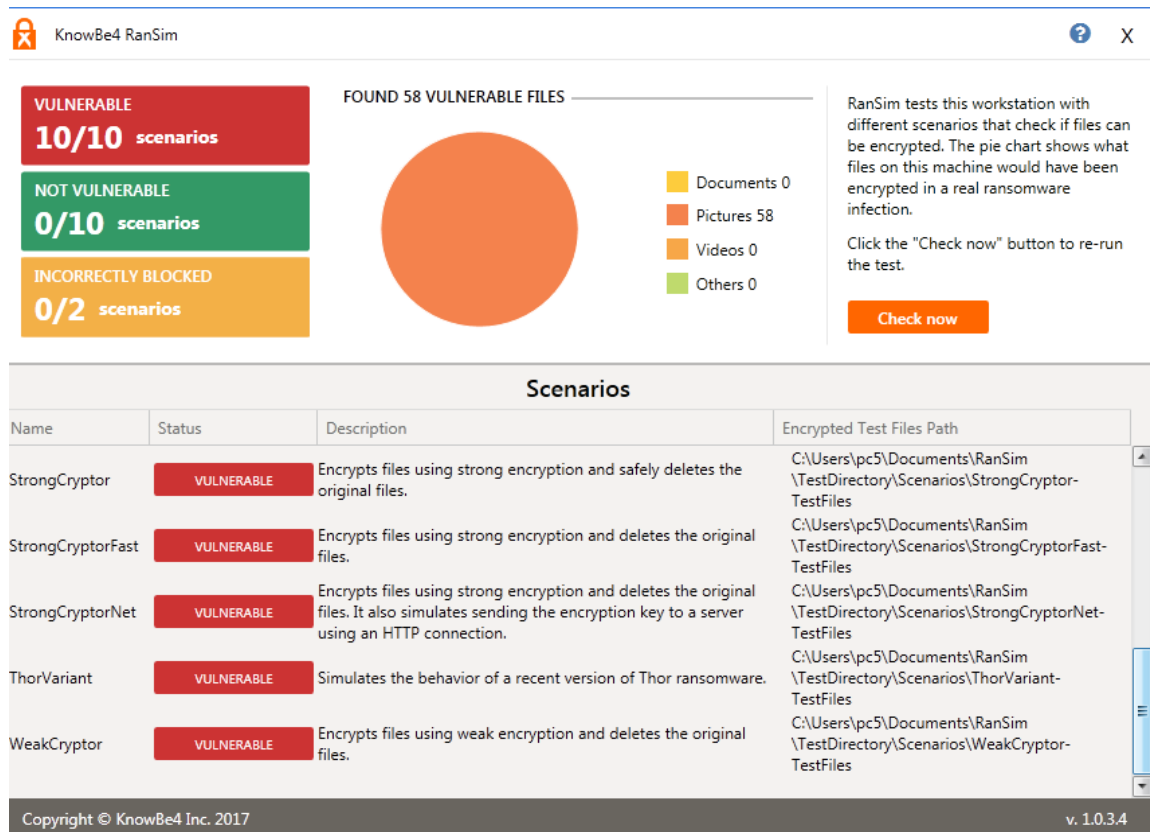 KnowBe4 RanSim
? X
VULNERABLE
10/10 scenarios
NOT VULNERABLE
0/10 scenarios
INCORRECTLY BLOCKED
0/2 scenarios
FOUND 58 VULNERABLE FILES
Documents 0
Pictures 58
Videos 0
Others 0
RanSim tests this workstation with
different scenarios that check if files can
be encrypted. The pie chart shows what
files on this machine would have been
encrypted in a real ransomware
infection.
Click the "Check now" button to re-run
the test.
Check now
Scenarios
Name Status Description Encrypted Test Files Path
StrongCryptor
VULNERABLE
Encrypts files using strong encryption and safely deletes the
original files.
C:\Users\pc5\Documents\RanSim
\TestDirectory\Scenarios\StrongCryptor-
TestFiles
StrongCryptorFast
VULNERABLE
Encrypts files using strong encryption and deletes the original
files.
C:\Users\pc5\Documents\RanSim
\TestDirectory\Scenarios\StrongCryptorFast-
TestFiles
StrongCryptorNet
VULNERABLE
Encrypts files using strong encryption and deletes the original
files. It also simulates sending the encryption key to a server
using an HTTP connection.
C:\Users\pc5\Documents\RanSim
\TestDirectory\Scenarios\StrongCryptorNet-
TestFiles
ThorVariant
VULNERABLE
Simulates the behavior of a recent version of Thor ransomware.
C:\Users\pc5\Documents\RanSim
\TestDirectory\Scenarios\ThorVariant-
TestFiles
WeakCryptor
VULNERABLE
Encrypts files using weak encryption and deletes the original
files.
C:\Users\pc5\Documents\RanSim
\TestDirectory\Scenarios\WeakCryptor-
TestFiles
Copyright © KnowBe4 Inc. 2017
v. 1.0.3.4